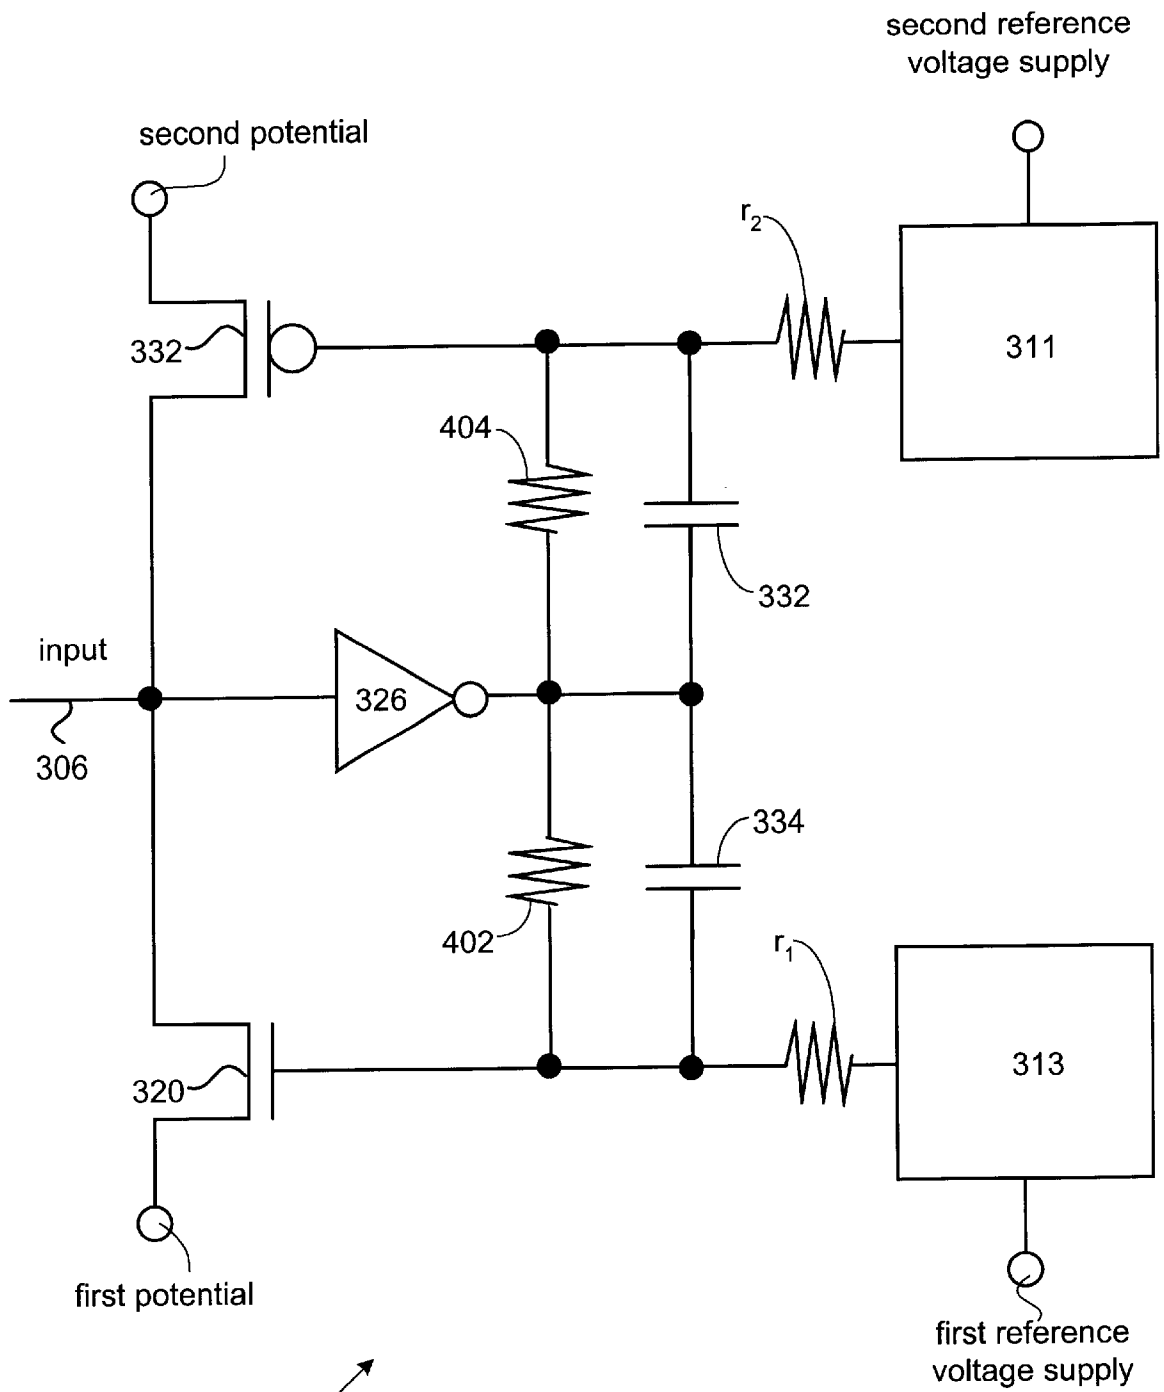 second reference
voltage supply
second potential
r2
332
311
404
332
input
326
306
334
402
r1
313
320
first potential
first reference
voltage supply